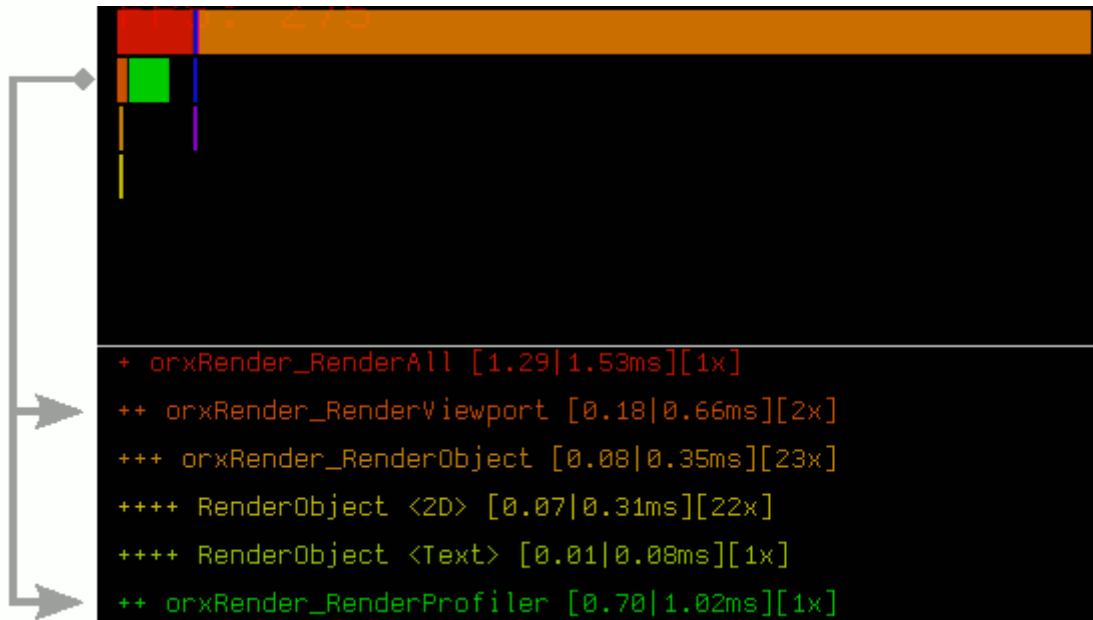 FPS: 275
+ orxRender_RenderAll [1.29|1.53ms][1x]
++ orxRender_RenderViewport [0.18|0.66ms][2x]
+++ orxRender_RenderObject [0.08|0.35ms][23x]
++++ RenderObject <2D> [0.07|0.31ms][22x]
++++ RenderObject <Text> [0.01|0.08ms][1x]
++ orxRender_RenderProfiler [0.70|1.02ms][1x]